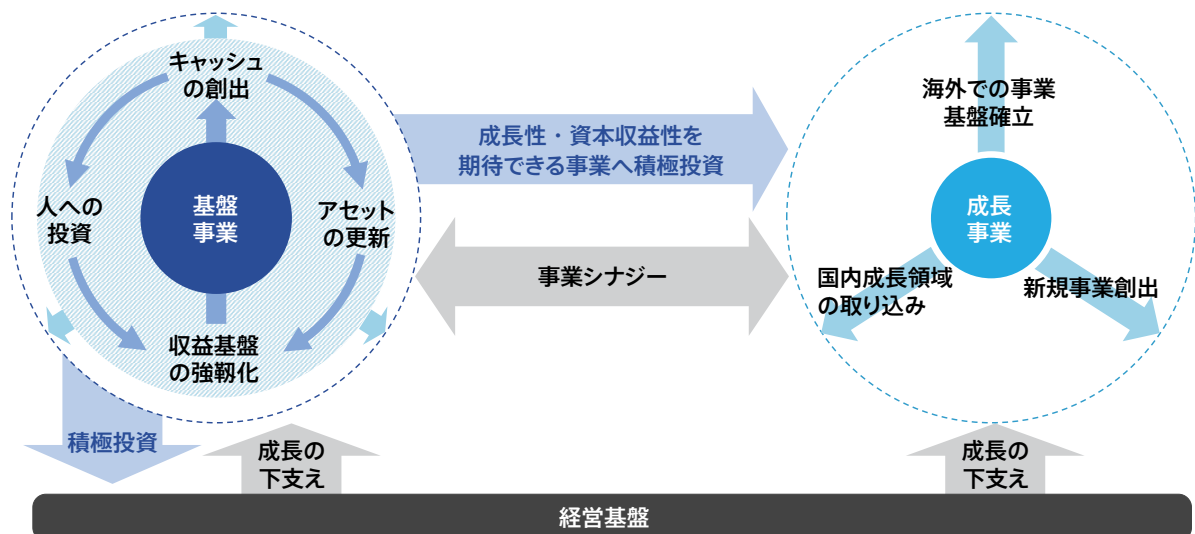 キャッシュ
の創出
人への
投資
基盤
事業
アセット
の更新
収益基盤
の強靱化
成長性・資本収益性を
期待できる事業へ積極投資
事業シナジー
海外での事業
基盤確立
成長
事業
国内成長領域
の取り込み
新規事業創出
積極投資
成長の
下支え
成長の
下支え
経営基盤